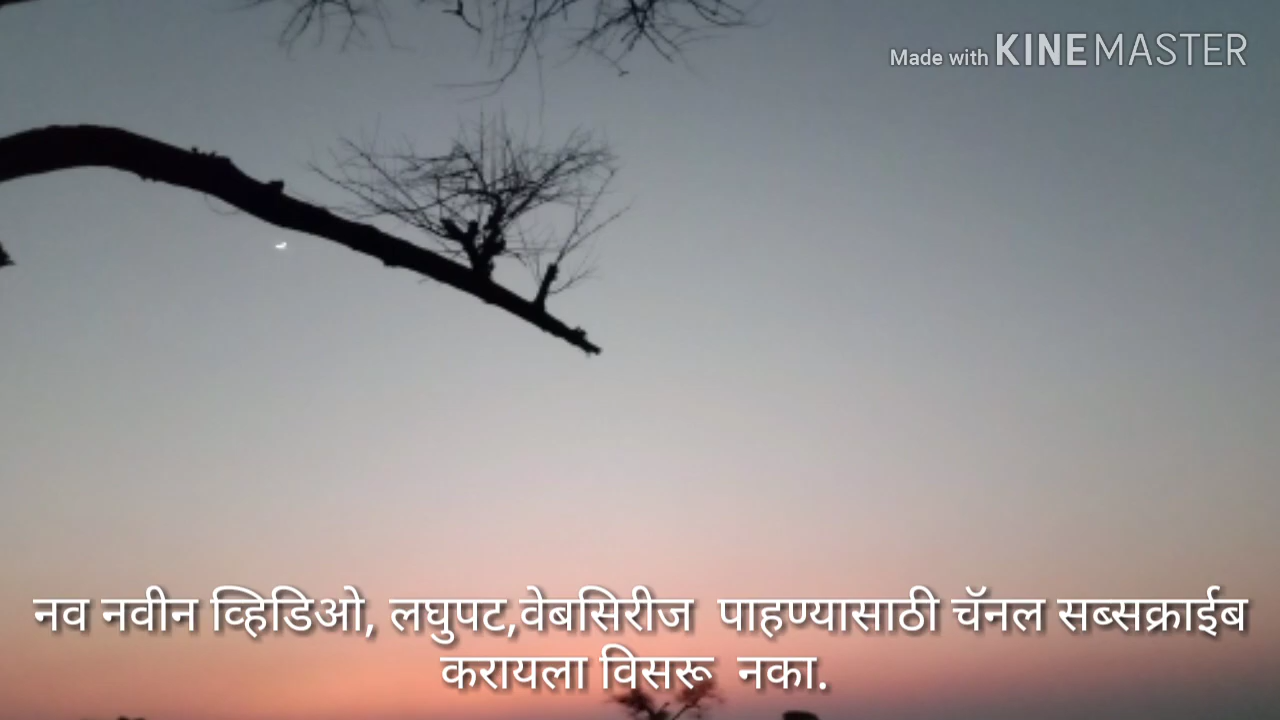 Made with KINEMASTER
नव नवीन व्हिडिओ, लघुपट,वेबसिरीज पाहण्यासाठी चॅनल सब्सक्राईब
करायला विसरू नका.